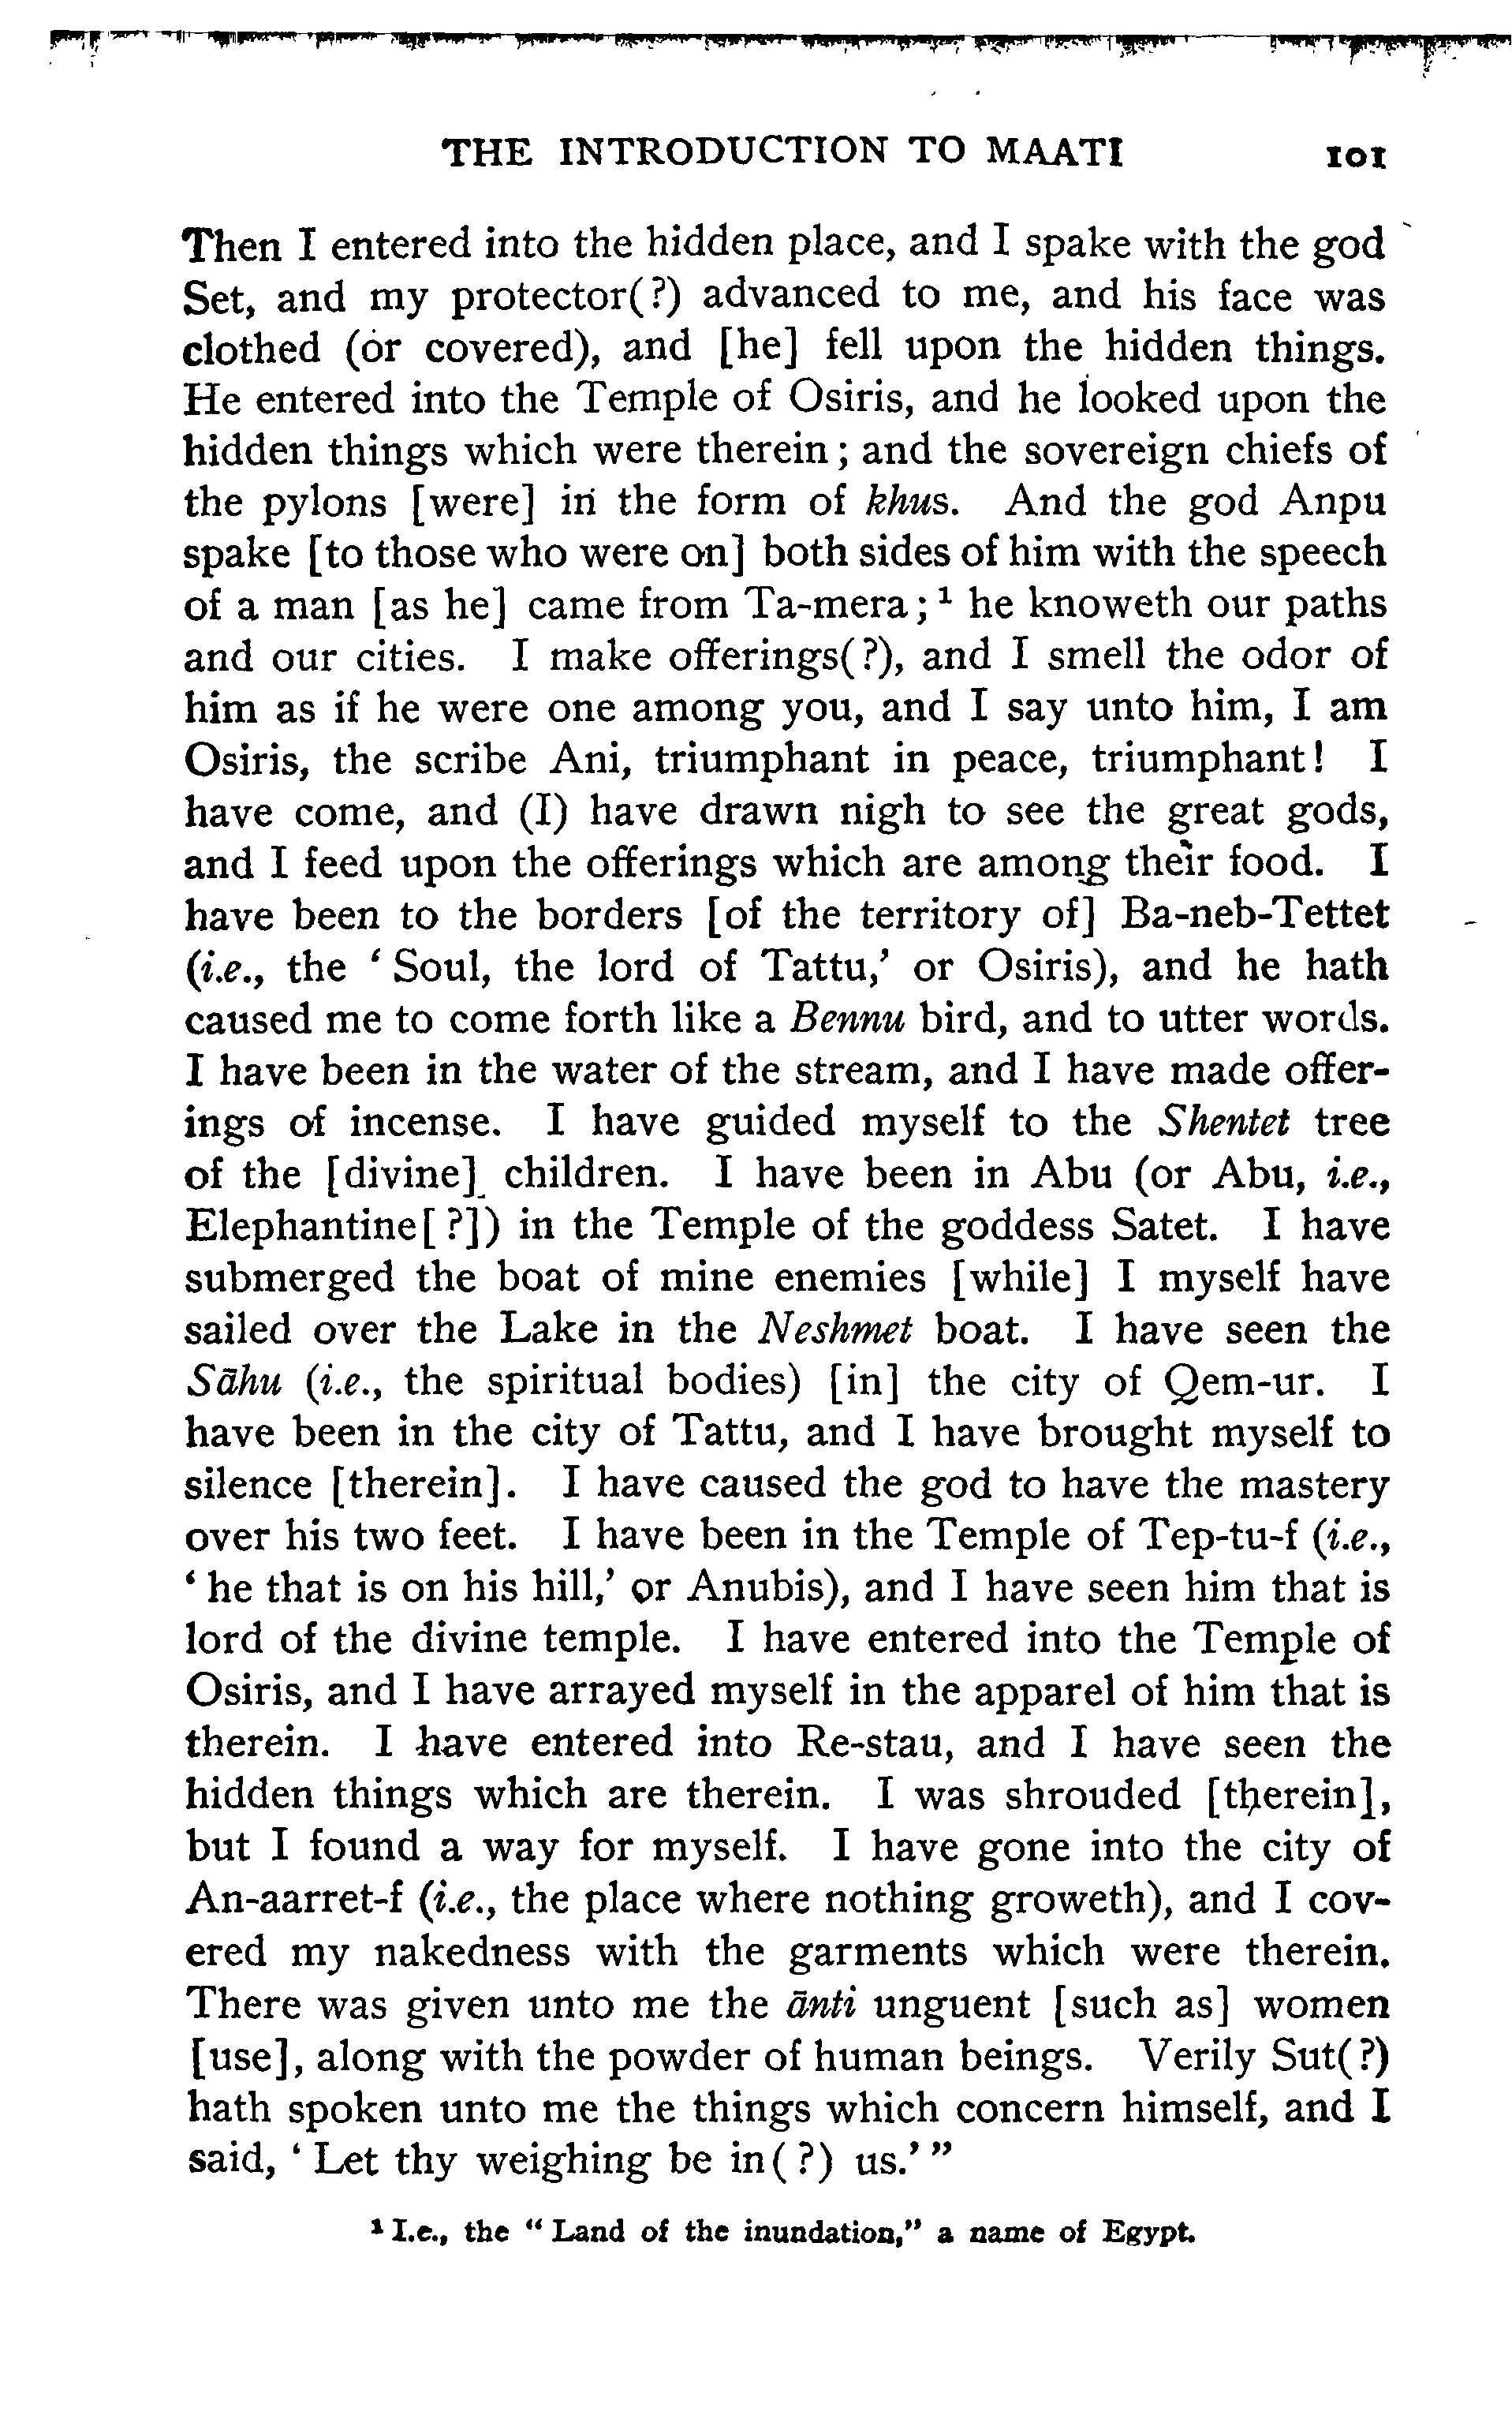 THE INTRODUCTION TO MAATI 101
Then I entered into the hidden place, and I spake with the god
Set, and my protector(?) advanced to me, and his face was
clothed (or covered), and [he] fell upon the hidden things.
He entered into the Temple of Osiris, and he looked upon the
hidden things which were therein; and the sovereign chiefs of
the pylons [were] in the form of khus. And the god Anpu
spake [to those who were on] both sides of him with the speech
of a man [as he] came from Ta-mera;¹ he knoweth our paths
and our cities. I make offerings(?), and I smell the odor of
him as if he were one among you, and I say unto him, I am
Osiris, the scribe Ani, triumphant in peace, triumphant! I
have come, and (I) have drawn nigh to see the great gods,
and I feed upon the offerings which are among their food. I
have been to the borders [of the territory of] Ba-neb-Tettet
(i.e., the ‘Soul, the lord of Tattu,’ or Osiris), and he hath
caused me to come forth like a Bennu bird, and to utter words.
I have been in the water of the stream, and I have made offer-
ings of incense. I have guided myself to the Shentet tree
of the [divine] children. I have been in Abu (or Abu, i.e.,
Elephantine[?]) in the Temple of the goddess Satet. I have
submerged the boat of mine enemies [while] I myself have
sailed over the Lake in the Neshmet boat. I have seen the
Sāhu (i.e., the spiritual bodies) [in] the city of Qem-ur. I
have been in the city of Tattu, and I have brought myself to
silence [therein]. I have caused the god to have the mastery
over his two feet. I have been in the Temple of Tep-tu-f (i.e.,
‘he that is on his hill,’ or Anubis), and I have seen him that is
lord of the divine temple. I have entered into the Temple of
Osiris, and I have arrayed myself in the apparel of him that is
therein. I have entered into Re-stau, and I have seen the
hidden things which are therein. I was shrouded [therein],
but I found a way for myself. I have gone into the city of
An-aarret-f (i.e., the place where nothing groweth), and I cov-
ered my nakedness with the garments which were therein.
There was given unto me the ānti unguent [such as] women
[use], along with the powder of human beings. Verily Sut(?)
hath spoken unto me the things which concern himself, and I
said, ‘Let thy weighing be in(?) us.’”
¹ I.e., the “Land of the inundation,” a name of Egypt.